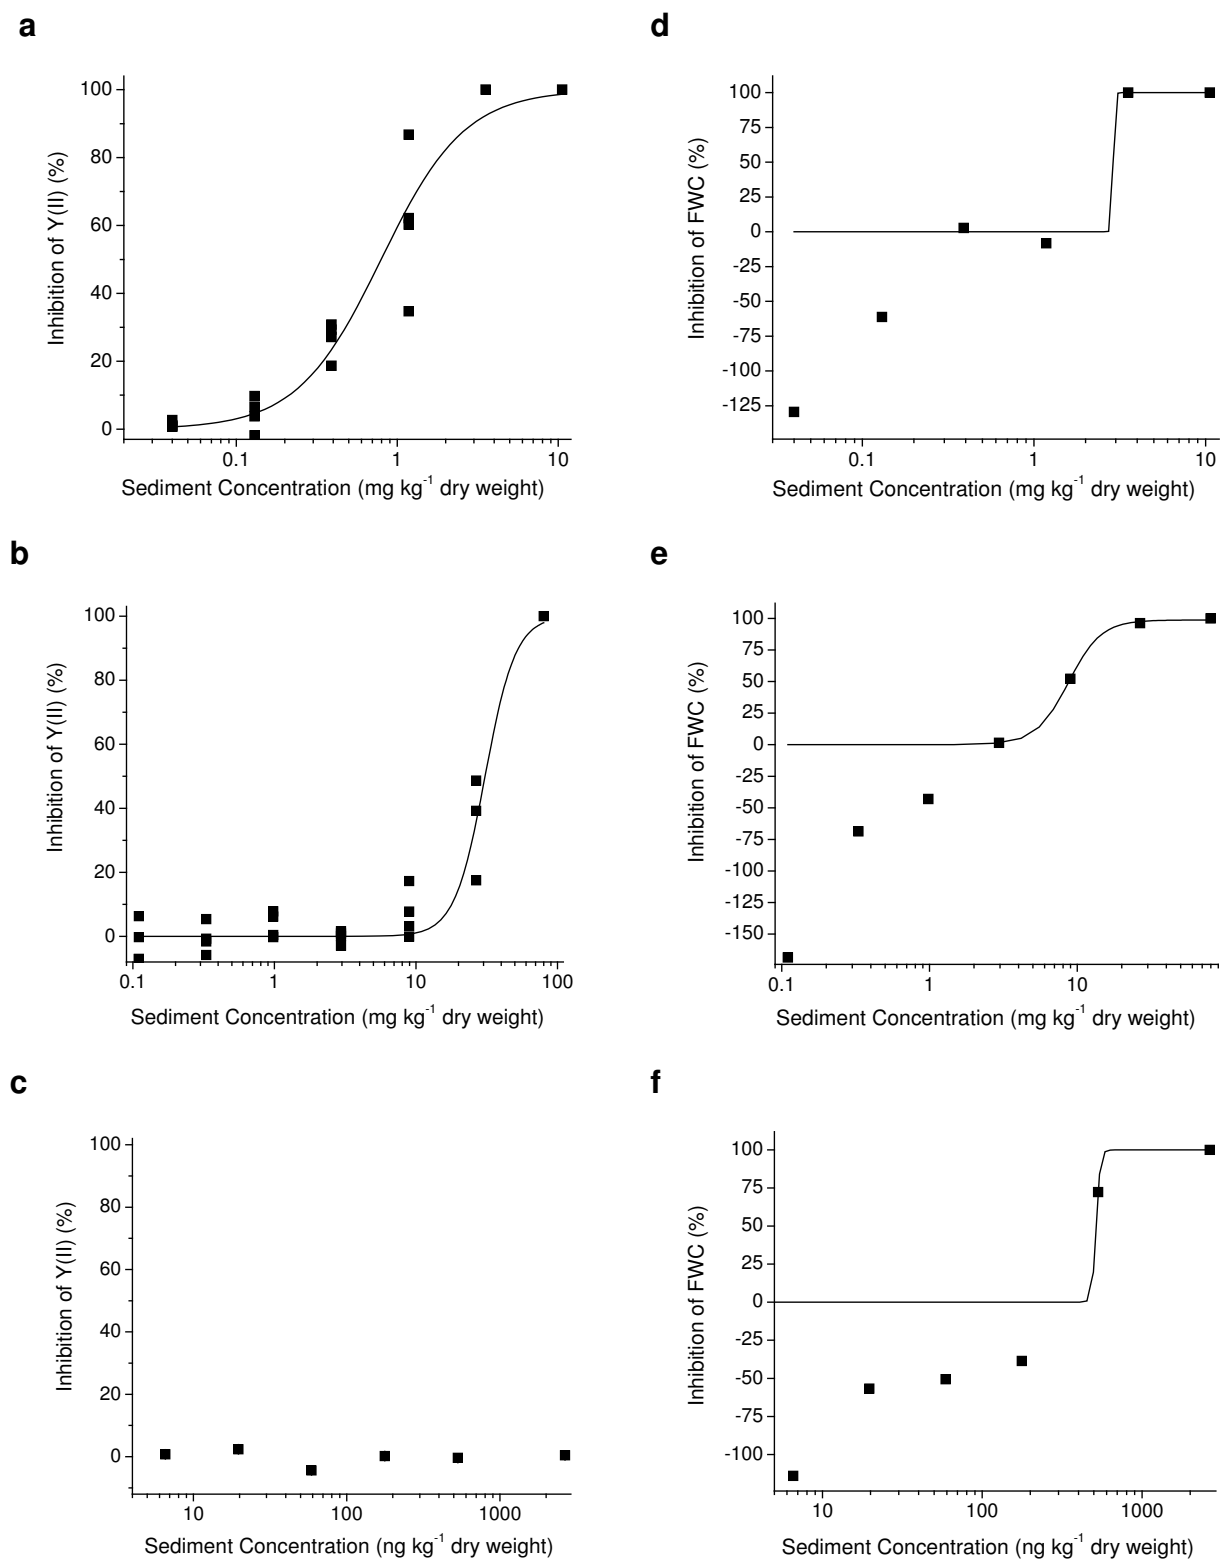 a
100
80
60
40
20
0
Inhibition of Y(II) (%)
0.1 1 10
Sediment Concentration (mg kg-1 dry weight)
d
100
75
50
25
0
-25
-50
-75
-100
-125
Inhibition of FWC (%)
0.1 1 10
Sediment Concentration (mg kg-1 dry weight)
b
100
80
60
40
20
0
Inhibition of Y(II) (%)
0.1 1 10 100
Sediment Concentration (mg kg-1 dry weight)
e
100
75
50
25
0
-25
-50
-75
-100
-125
-150
Inhibition of FWC (%)
0.1 1 10
Sediment Concentration (mg kg-1 dry weight)
c
100
80
60
40
20
0
Inhibition of Y(II) (%)
10 100 1000
Sediment Concentration (ng kg-1 dry weight)
f
100
75
50
25
0
-25
-50
-75
-100
Inhibition of FWC (%)
10 100 1000
Sediment Concentration (ng kg-1 dry weight)